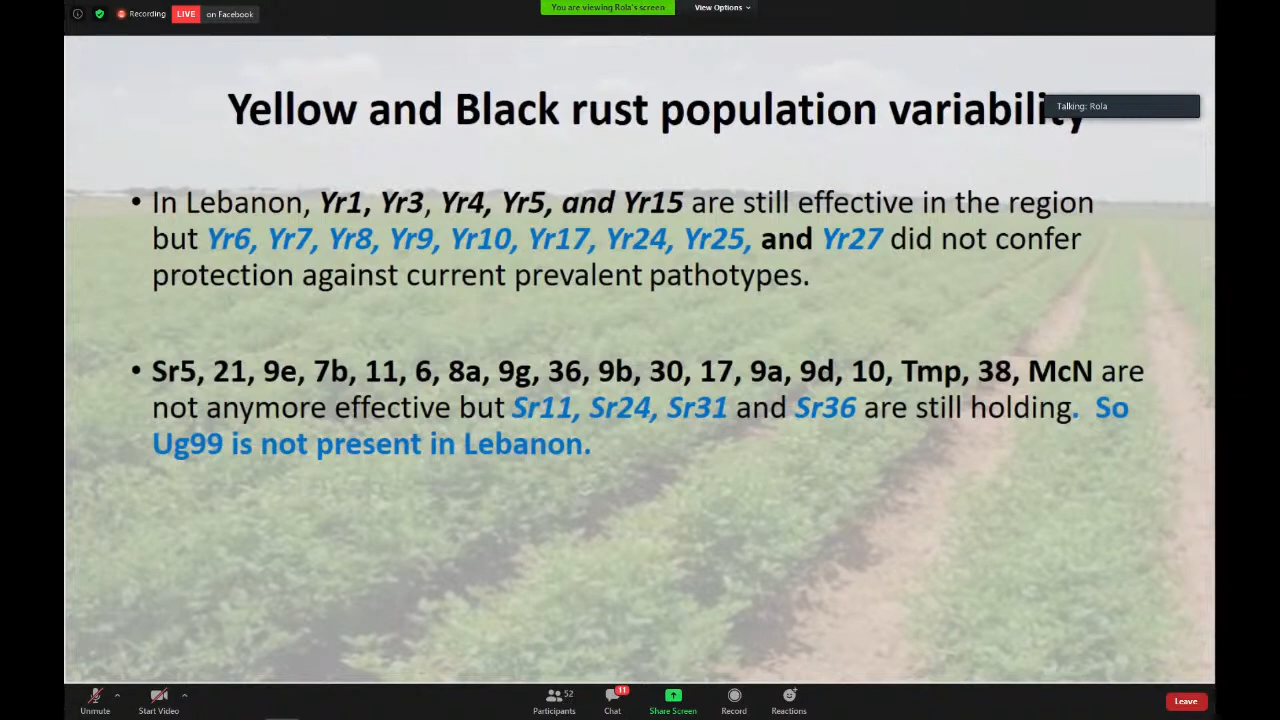 Recording LIVE on Facebook
You are viewing Rola's screen View Options
Yellow and Black rust population variability
Talking: Rola
• In Lebanon, Yr1, Yr3, Yr4, Yr5, and Yr15 are still effective in the region
but Yr6, Yr7, Yr8, Yr9, Yr10, Yr17, Yr24, Yr25, and Yr27 did not confer
protection against current prevalent pathotypes.
• Sr5, 21, 9e, 7b, 11, 6, 8a, 9g, 36, 9b, 30, 17, 9a, 9d, 10, Tmp, 38, McN are
not anymore effective but Sr11, Sr24, Sr31 and Sr36 are still holding. So
Ug99 is not present in Lebanon.
Unmute Start Video Participants 52 Chat 11 Share Screen Record Reactions Leave